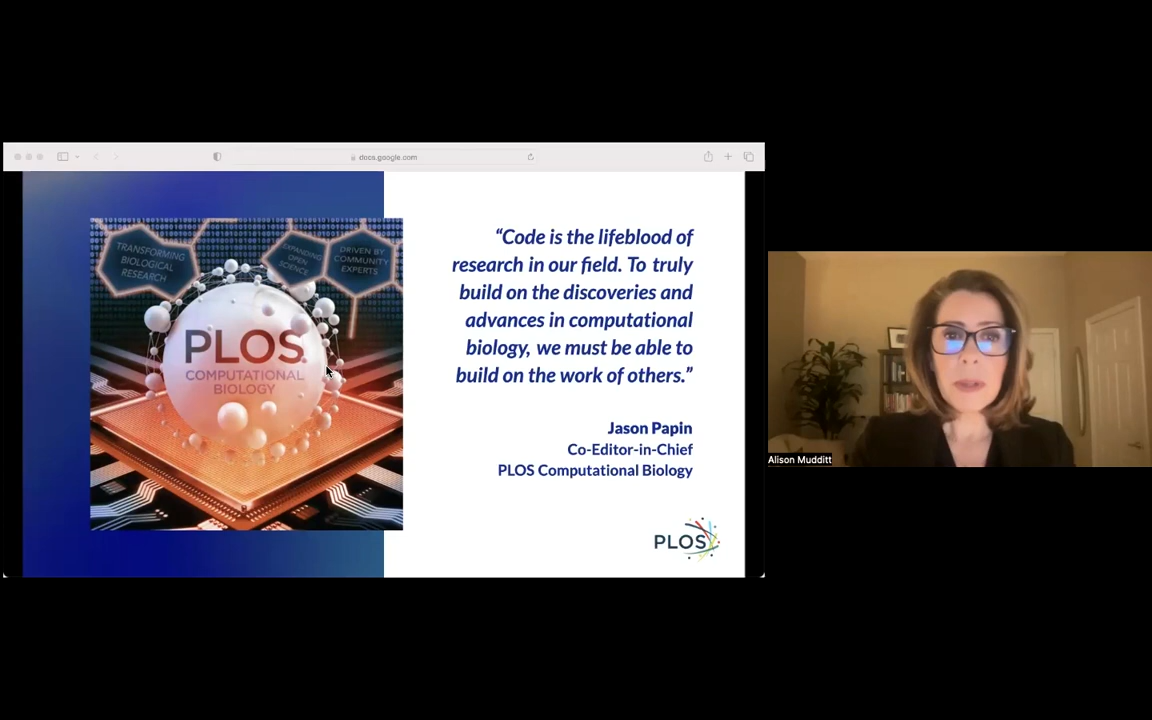 docs.google.com
TRANSFORMING
BIOLOGICAL
RESEARCH
EXPANDING
OPEN
SCIENCE
DRIVEN BY
COMMUNITY
EXPERTS
PLOS
COMPUTATIONAL
BIOLOGY
“Code is the lifeblood of
research in our field. To truly
build on the discoveries and
advances in computational
biology, we must be able to
build on the work of others.”
Jason Papin
Co-Editor-in-Chief
PLOS Computational Biology
PLOS
Alison Mudditt